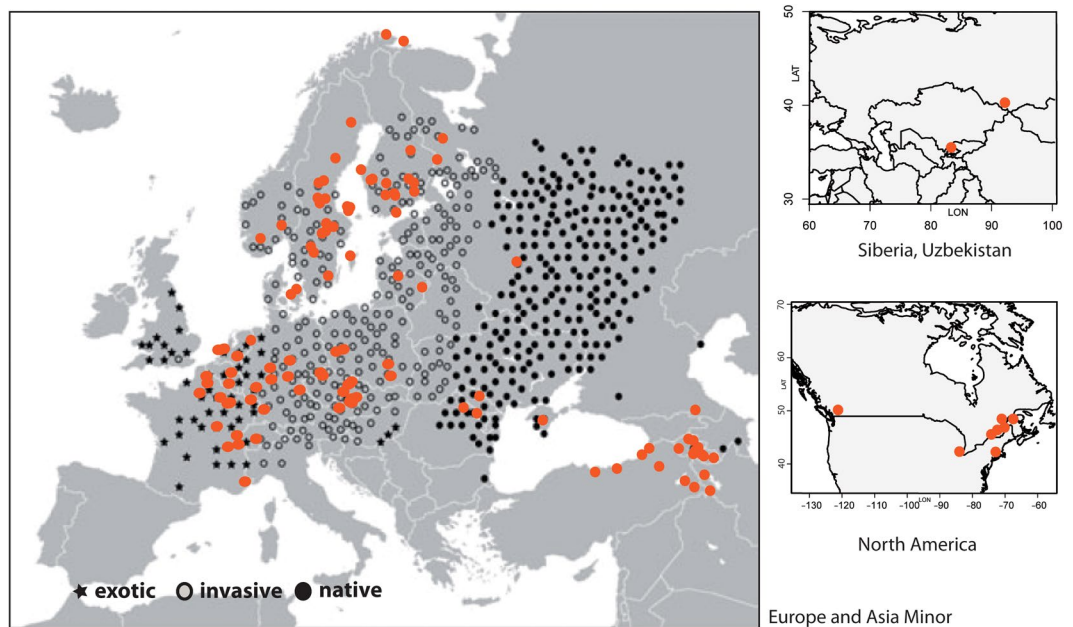 exotic invasive native
50
40
30
LAT
60 70 80 90 100
LON
Siberia, Uzbekistan
70
60
50
40
LAT
-130 -120 -110 -100 -90 -80 -70 -60
LON
North America
Europe and Asia Minor